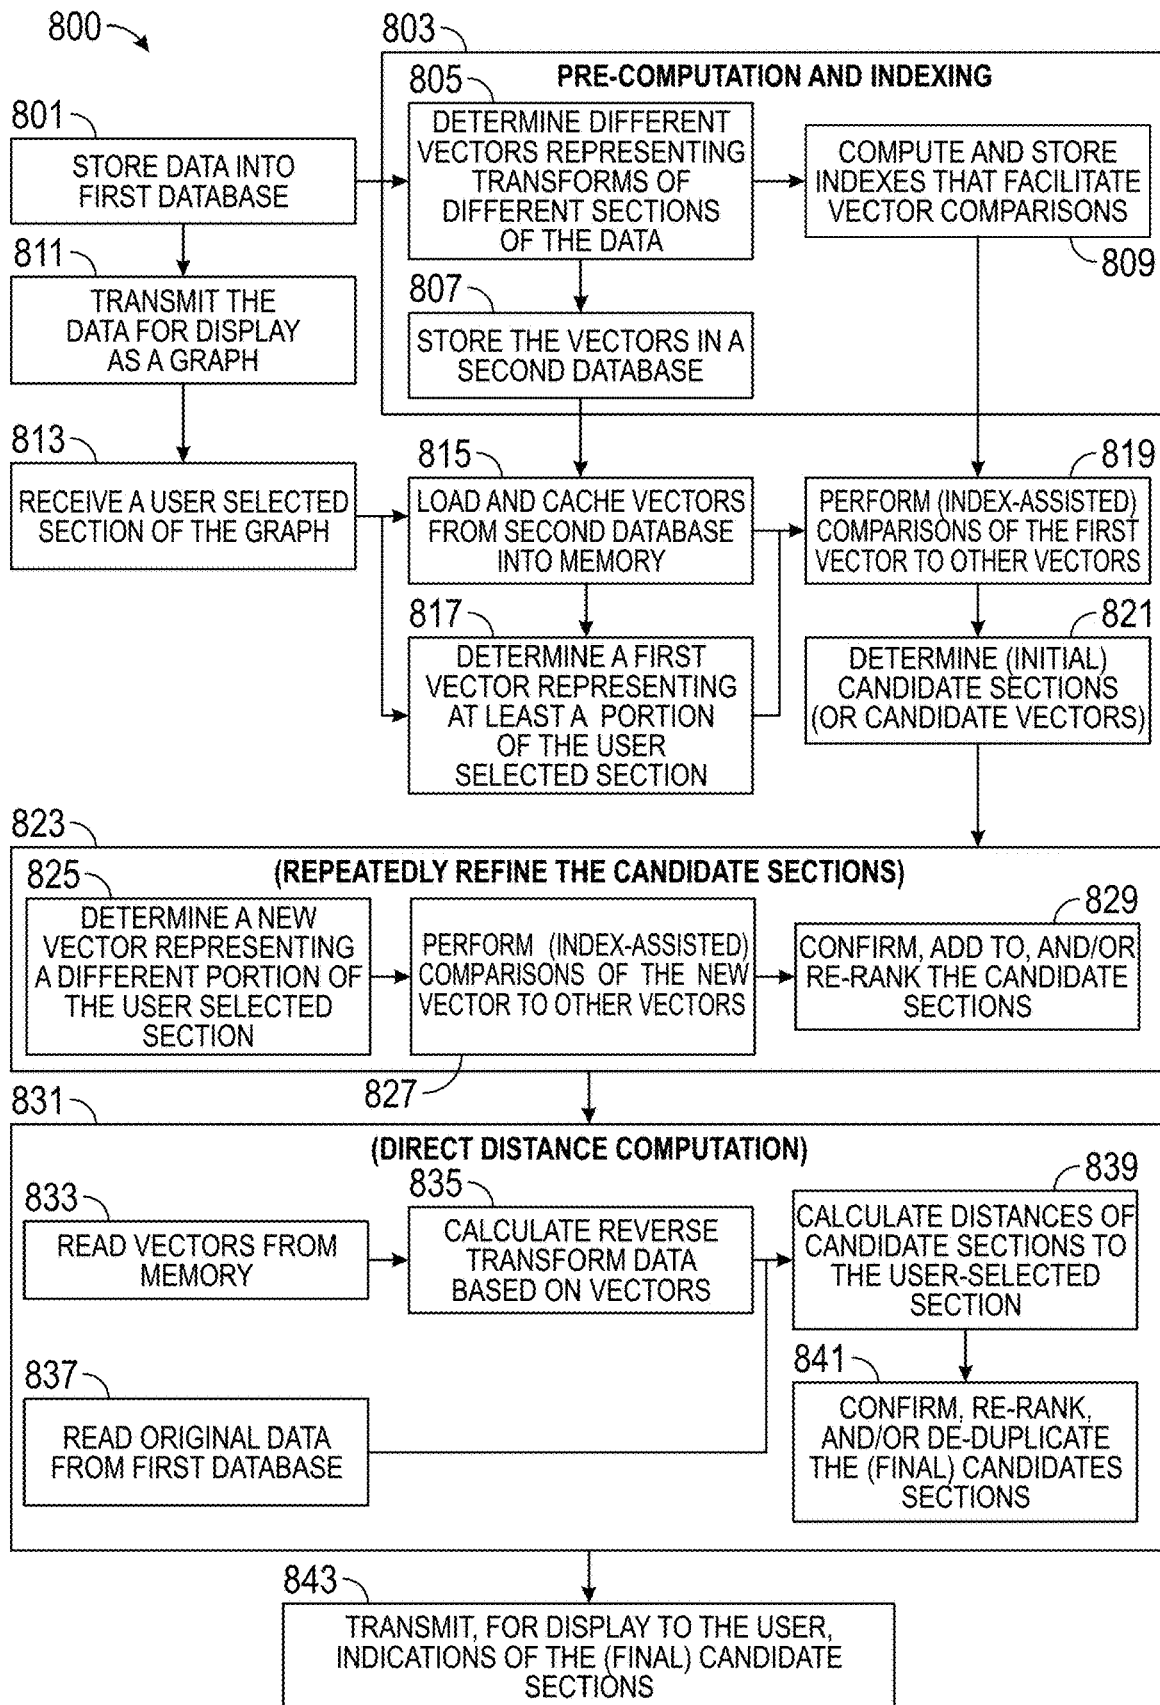 800
803
PRE-COMPUTATION AND INDEXING
801
STORE DATA INTO
FIRST DATABASE
805
DETERMINE DIFFERENT
VECTORS REPRESENTING
TRANSFORMS OF
DIFFERENT SECTIONS
OF THE DATA
COMPUTE AND STORE
INDEXES THAT FACILITATE
VECTOR COMPARISONS
809
811
TRANSMIT THE
DATA FOR DISPLAY
AS A GRAPH
807
STORE THE VECTORS IN A
SECOND DATABASE
813
RECEIVE A USER SELECTED
SECTION OF THE GRAPH
815
LOAD AND CACHE VECTORS
FROM SECOND DATABASE
INTO MEMORY
819
PERFORM (INDEX-ASSISTED)
COMPARISONS OF THE FIRST
VECTOR TO OTHER VECTORS
817
DETERMINE A FIRST
VECTOR REPRESENTING
AT LEAST A PORTION
OF THE USER
SELECTED SECTION
821
DETERMINE (INITIAL)
CANDIDATE SECTIONS
(OR CANDIDATE VECTORS)
823
(REPEATEDLY REFINE THE CANDIDATE SECTIONS)
825
DETERMINE A NEW
VECTOR REPRESENTING
A DIFFERENT PORTION OF
THE USER SELECTED
SECTION
PERFORM (INDEX-ASSISTED)
COMPARISONS OF THE NEW
VECTOR TO OTHER VECTORS
827
829
CONFIRM, ADD TO, AND/OR
RE-RANK THE CANDIDATE
SECTIONS
831
(DIRECT DISTANCE COMPUTATION)
833
READ VECTORS FROM
MEMORY
835
CALCULATE REVERSE
TRANSFORM DATA
BASED ON VECTORS
839
CALCULATE DISTANCES OF
CANDIDATE SECTIONS TO
THE USER-SELECTED
SECTION
837
READ ORIGINAL DATA
FROM FIRST DATABASE
841
CONFIRM, RE-RANK,
AND/OR DE-DUPLICATE
THE (FINAL) CANDIDATES
SECTIONS
843
TRANSMIT, FOR DISPLAY TO THE USER,
INDICATIONS OF THE (FINAL) CANDIDATE
SECTIONS